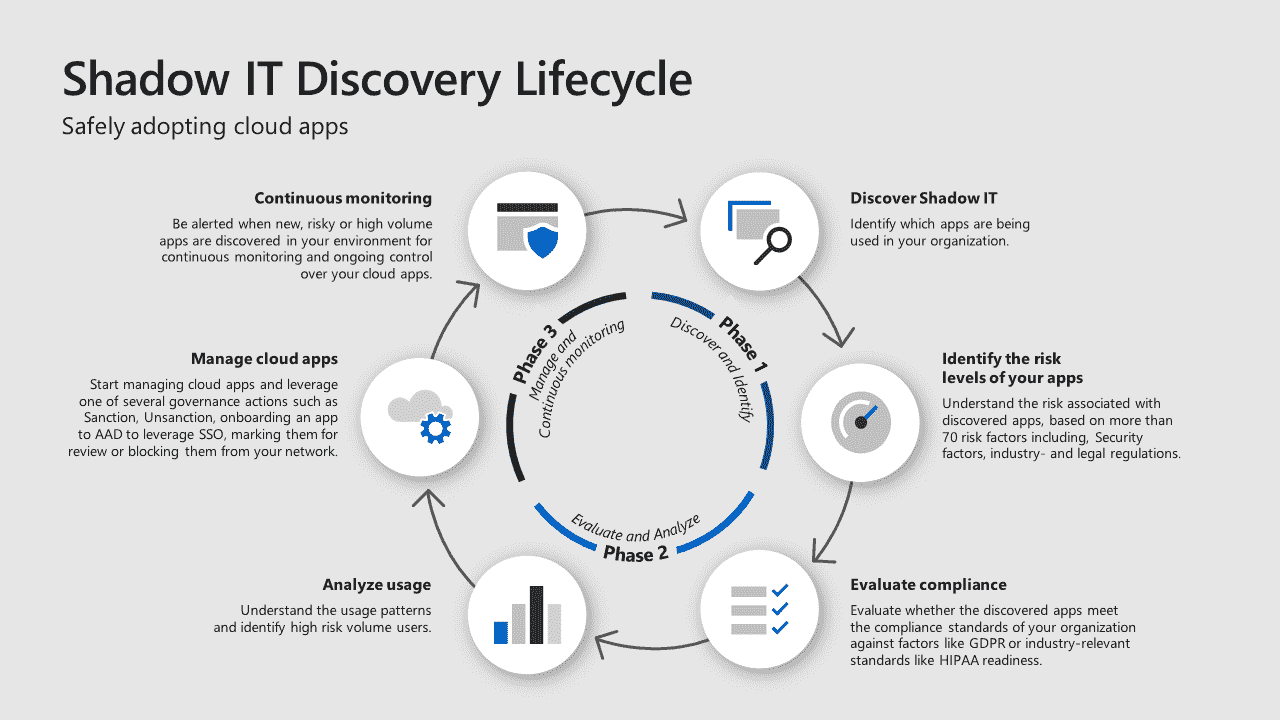 Shadow IT Discovery Lifecycle
Safely adopting cloud apps
Continuous monitoring
Be alerted when new, risky or high volume
apps are discovered in your environment for
continuous monitoring and ongoing control
over your cloud apps.
Discover Shadow IT
Identify which apps are being
used in your organization.
Phase 3
Manage and
Continuous monitoring
Phase 1
Discover and Identify
Manage cloud apps
Start managing cloud apps and leverage
one of several governance actions such as
Sanction, Unsanction, onboarding an app
to AAD to leverage SSO, marking them for
review or blocking them from your network.
Identify the risk
levels of your apps
Understand the risk associated with
discovered apps, based on more than
70 risk factors including, Security
factors, industry- and legal regulations.
Evaluate and Analyze
Phase 2
Analyze usage
Understand the usage patterns
and identify high risk volume users.
Evaluate compliance
Evaluate whether the discovered apps meet
the compliance standards of your organization
against factors like GDPR or industry-relevant
standards like HIPAA readiness.